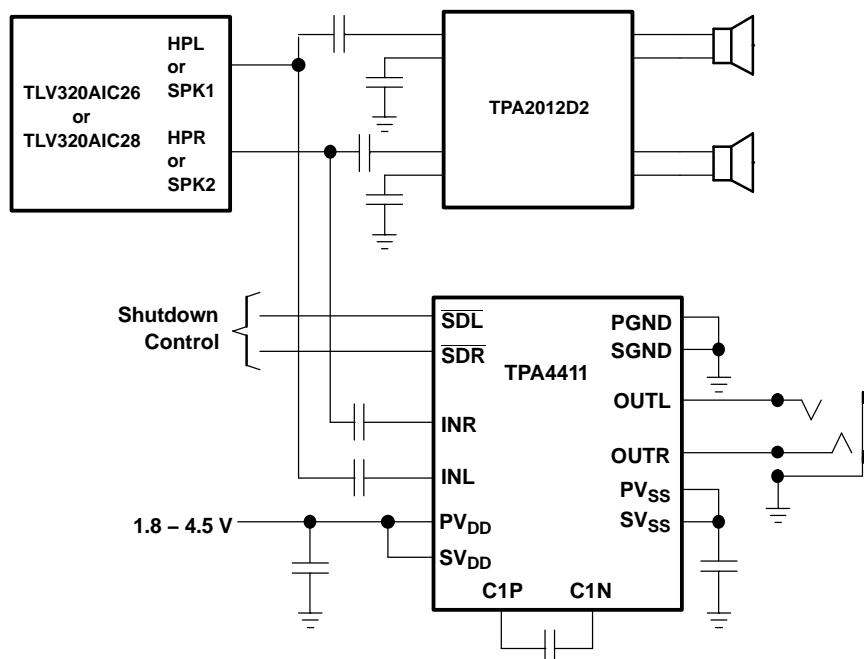 HPL
or
SPK1
TLV320AIC26
or
TLV320AIC28
HPR
or
SPK2
TPA2012D2
Shutdown
Control
SDL
SDR
INR
INL
1.8 – 4.5 V
PVDD
SVDD
TPA4411
PGND
SGND
OUTL
OUTR
PVSS
SVSS
C1P
C1N